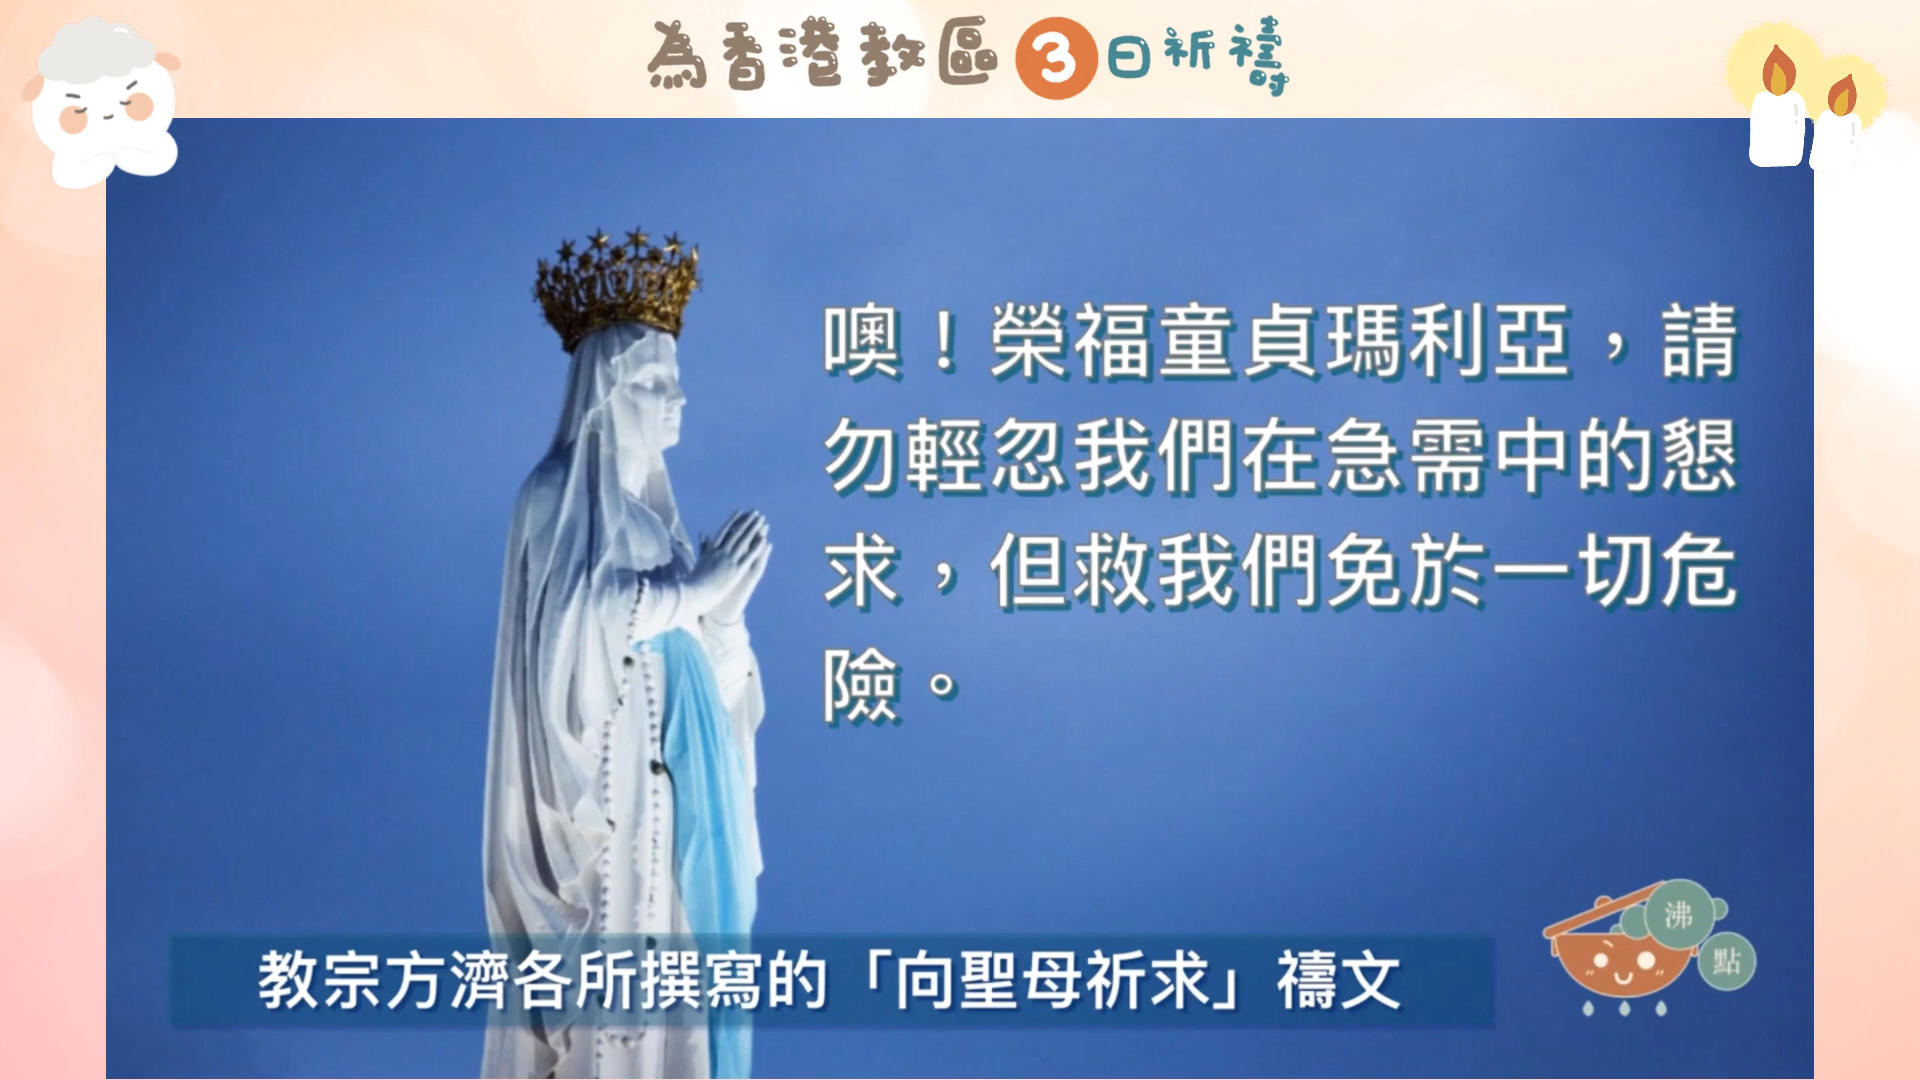 為香港教區3日祈禱
噢！榮福童貞瑪利亞，請
勿輕忽我們在急需中的懇
求，但救我們免於一切危
險。
沸
點
教宗方濟各所撰寫的「向聖母祈求」禱文